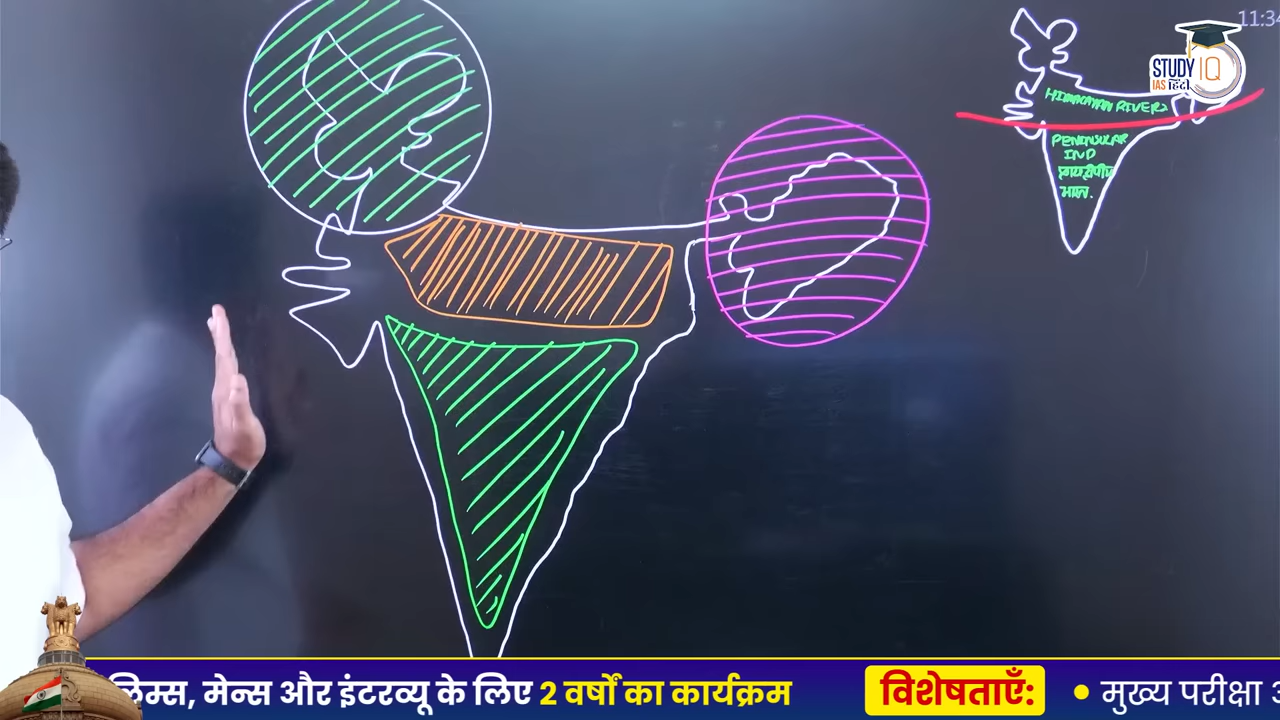 11:34
STUDY IQ
IAS हिंदी
HIMALAYAN RIVERS
PENINSULAR
IND
प्रायद्वीपीय
भारत.
लिम्स, मेन्स और इंटरव्यू के लिए 2 वर्षों का कार्यक्रम
विशेषताएँ:
• मुख्य परीक्षा